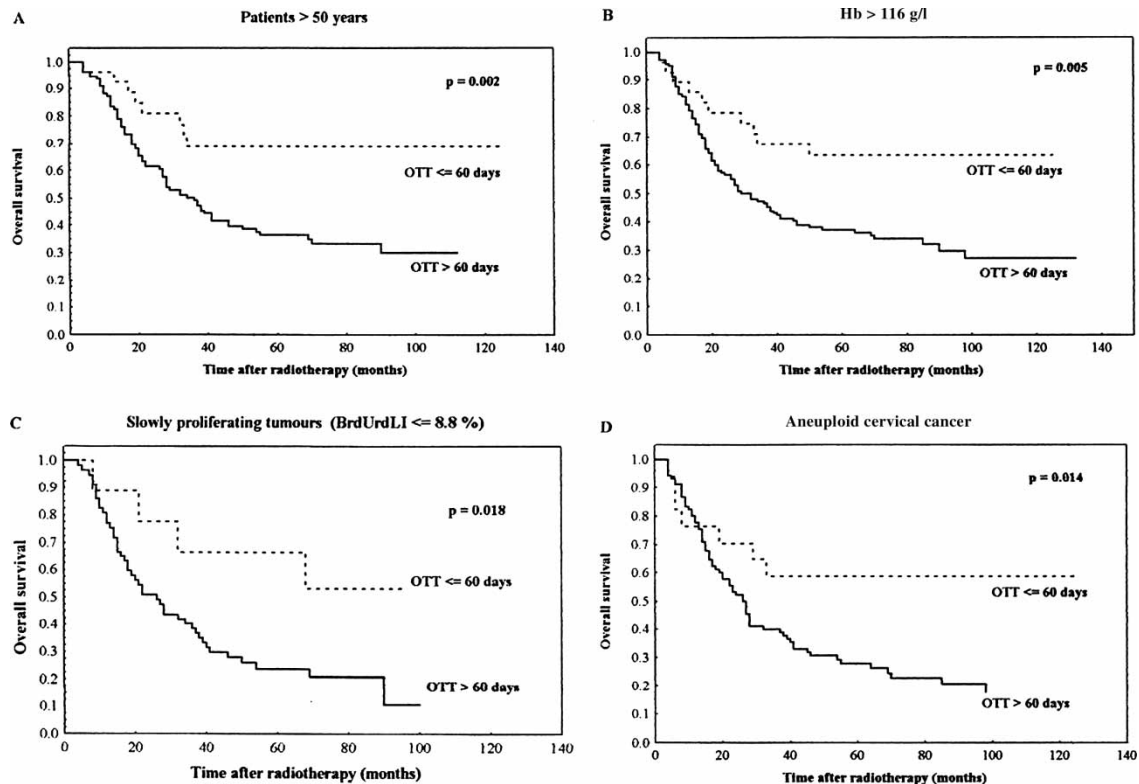 A
Patients > 50 years
1.0
0.9
0.8
0.7
0.6
0.5
0.4
0.3
0.2
0.1
0.0
Overall survival
p = 0.002
OTT <= 60 days
OTT > 60 days
0 20 40 60 80 100 120 140
Time after radiotherapy (months)
B
Hb > 116 g/l
1.0
0.9
0.8
0.7
0.6
0.5
0.4
0.3
0.2
0.1
0.0
Overall survival
p = 0.005
OTT <= 60 days
OTT > 60 days
0 20 40 60 80 100 120 140
Time after radiotherapy (months)
C
Slowly proliferating tumours (BrdUrdLI <= 8.8 %)
1.0
0.9
0.8
0.7
0.6
0.5
0.4
0.3
0.2
0.1
0.0
Overall survival
p = 0.018
OTT <= 60 days
OTT > 60 days
0 20 40 60 80 100 120 140
Time after radiotherapy (months)
D
Aneuploid cervical cancer
1.0
0.9
0.8
0.7
0.6
0.5
0.4
0.3
0.2
0.1
0.0
Overall survival
p = 0.014
OTT <= 60 days
OTT > 60 days
0 20 40 60 80 100 120 140
Time after radiotherapy (months)